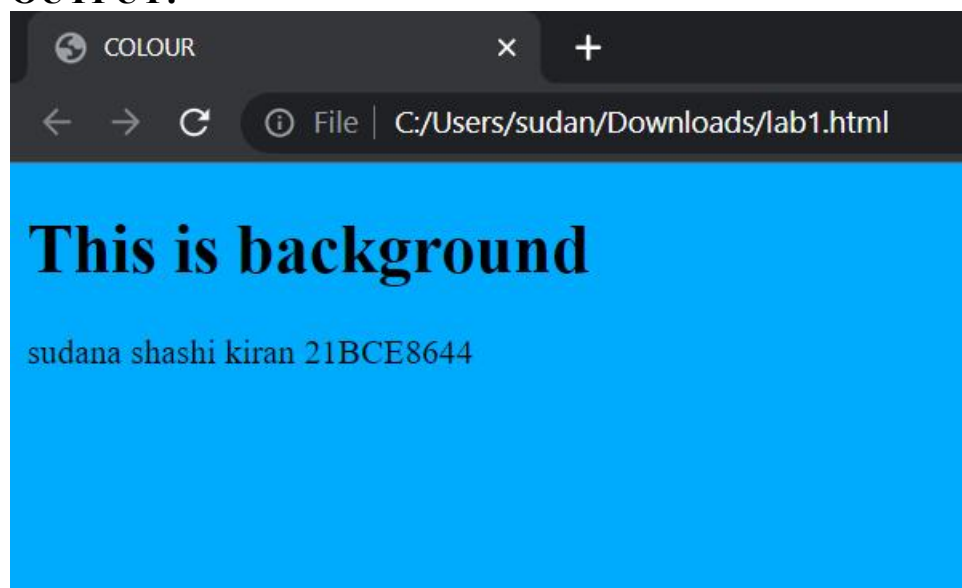 COLOUR
File C:/Users/sudan/Downloads/lab1.html
This is background
sudana shashi kiran 21BCE8644